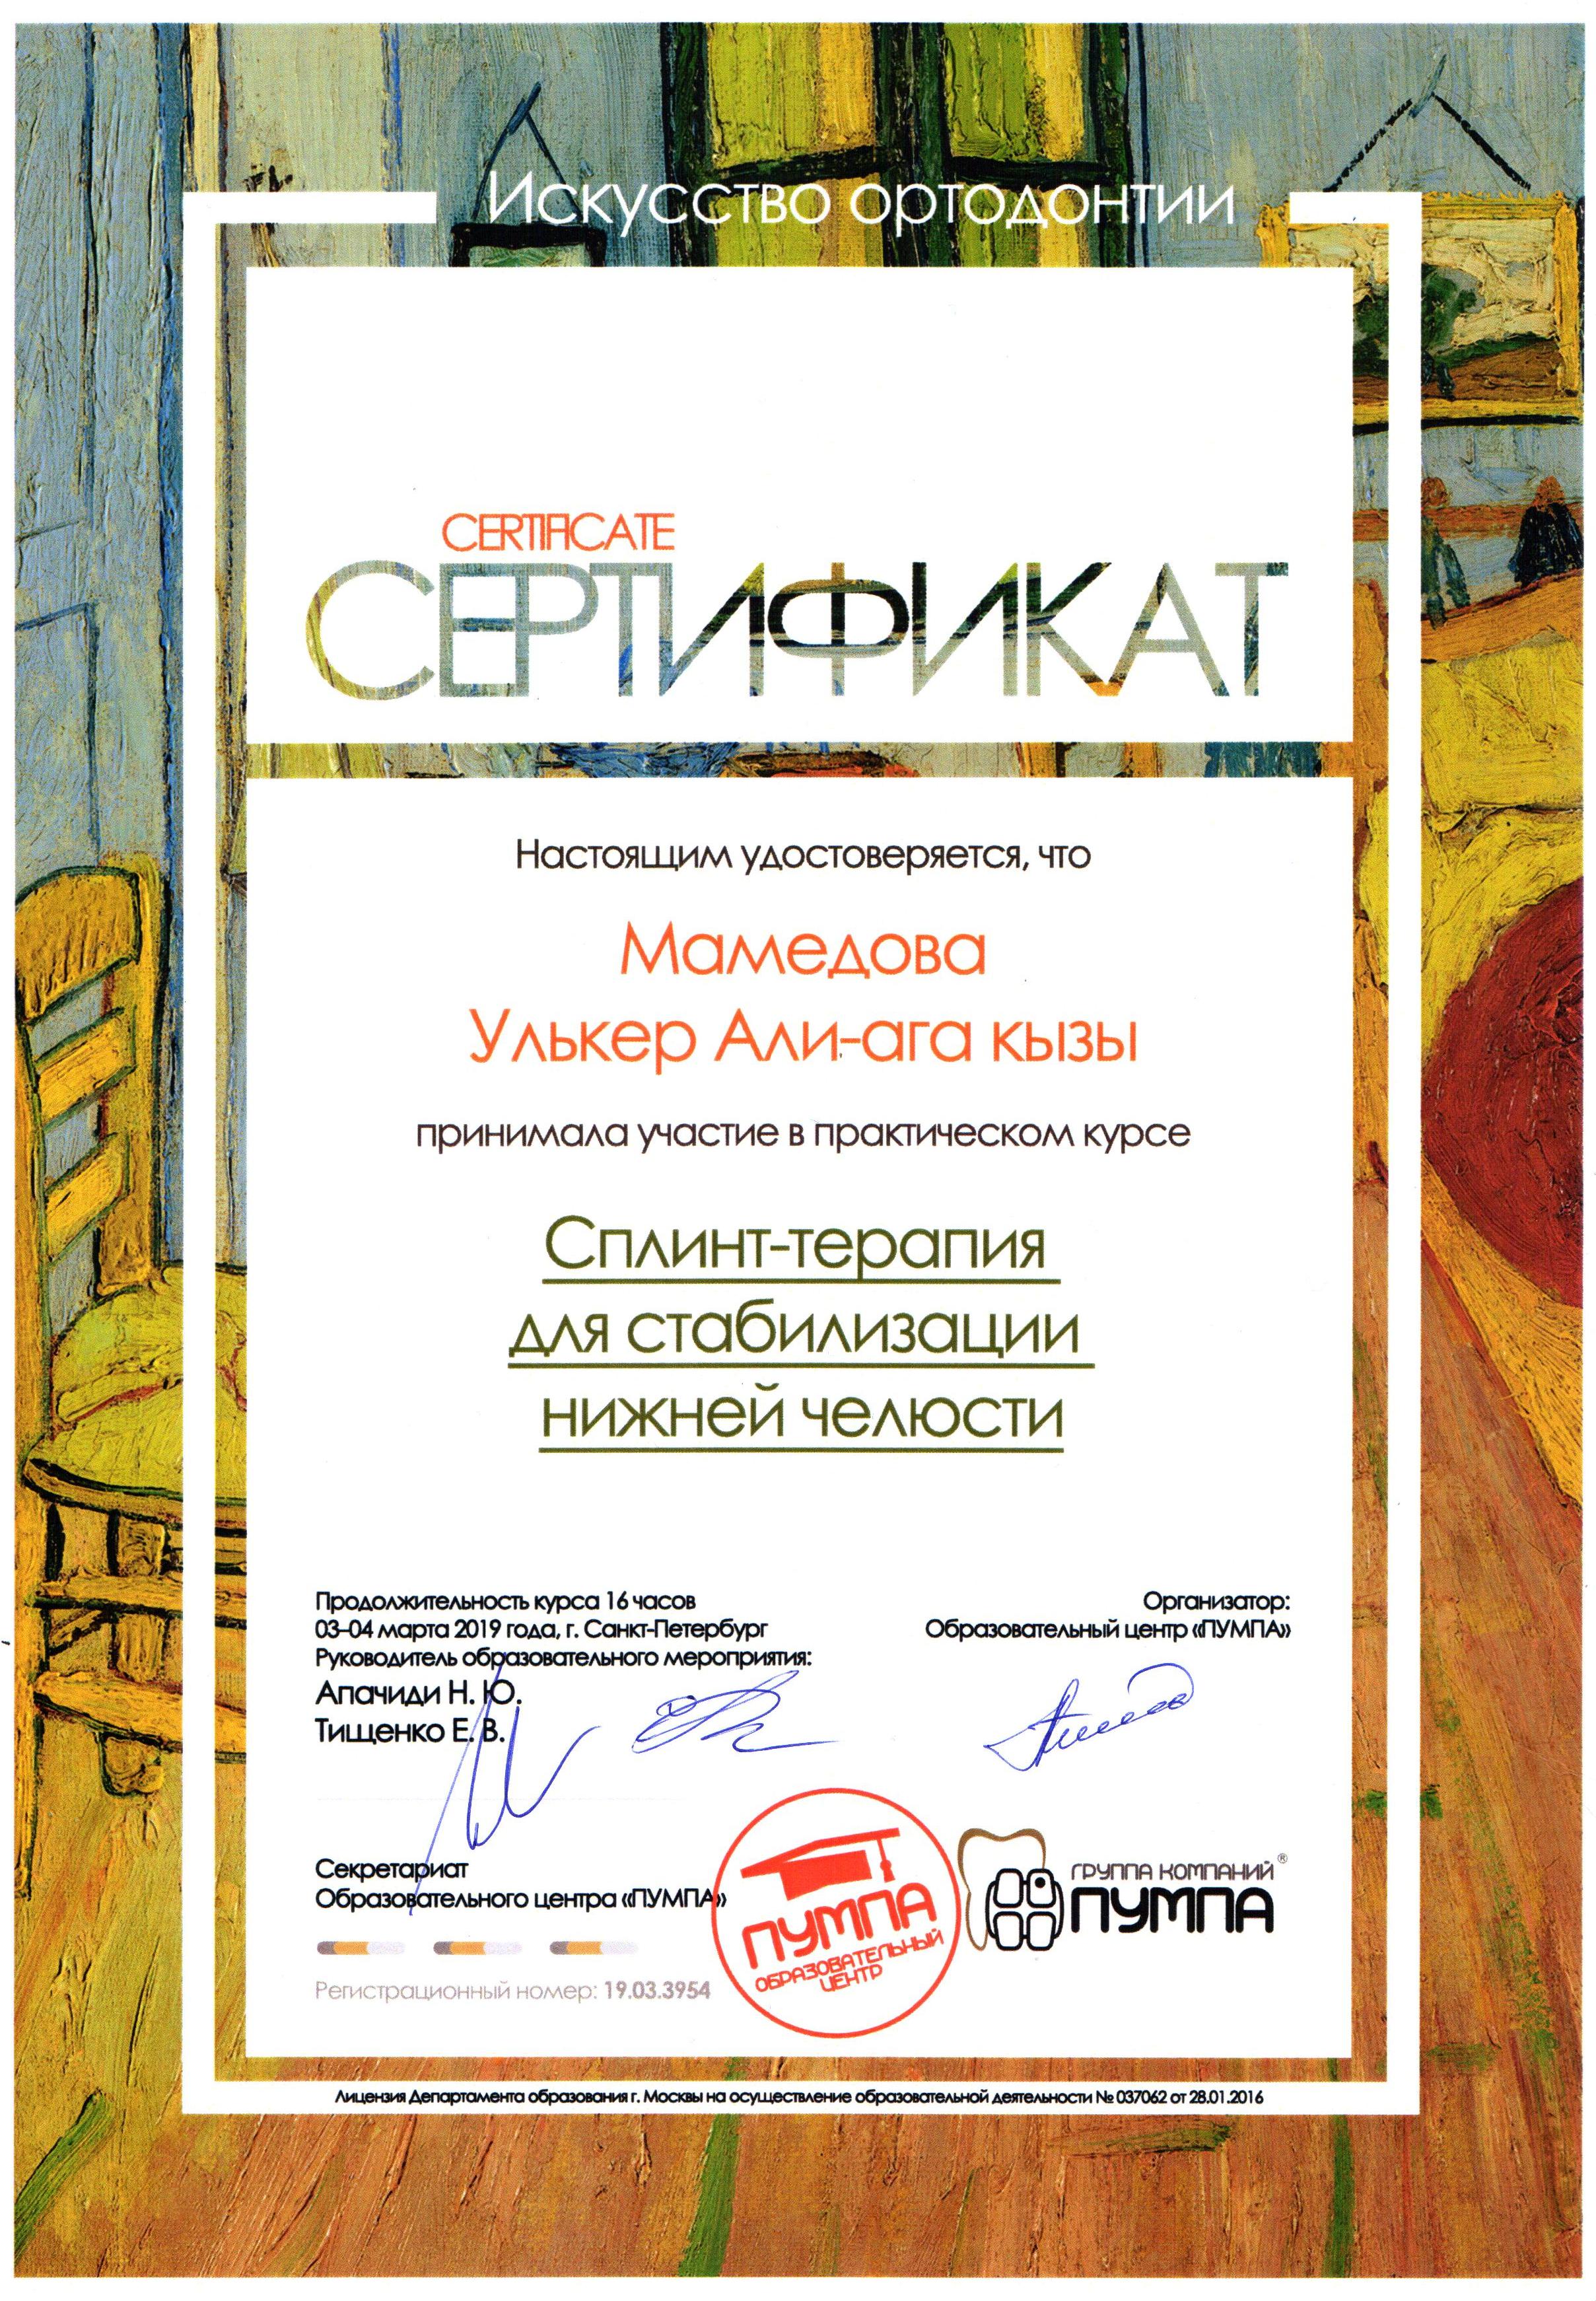 Искусство ортодонтии
CERTIFICATE
СЕРТИФИКАТ
Настоящим удостоверяется, что
Мамедова
Улькер Али-ага кызы
принимала участие в практическом курсе
Сплинт-терапия
для стабилизации
нижней челюсти
Продолжительность курса 16 часов
03–04 марта 2019 года, г. Санкт-Петербург
Руководитель образовательного мероприятия:
Апачиди Н. Ю.
Тищенко Е. В.
Организатор:
Образовательный центр «ПУМПА»
Секретариат
Образовательного центра «ПУМПА»
Регистрационный номер: 19.03.3954
ПУМПА
ОБРАЗОВАТЕЛЬНЫЙ
ЦЕНТР
ГРУППА КОМПАНИЙ ®
ПУМПА
Лицензия Департамента образования г. Москвы на осуществление образовательной деятельности № 037062 от 28.01.2016